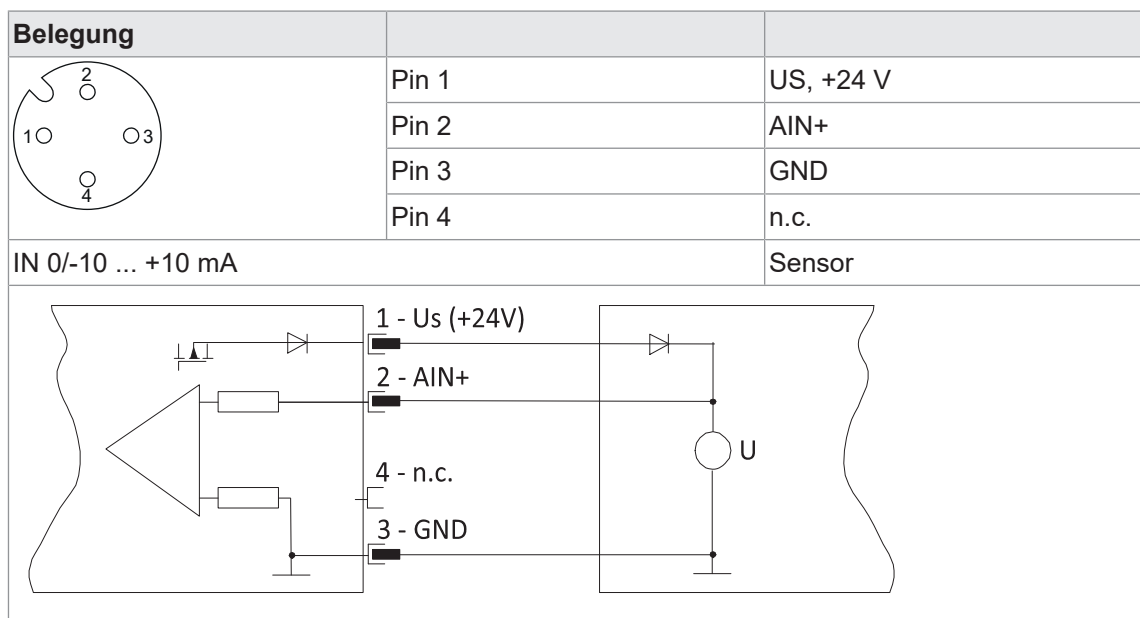 Belegung
2
1 3
4
Pin 1 US, +24 V
Pin 2 AIN+
Pin 3 GND
Pin 4 n.c.
IN 0/-10 ... +10 mA Sensor
1 - Us (+24V)
2 - AIN+
U
4 - n.c.
3 - GND